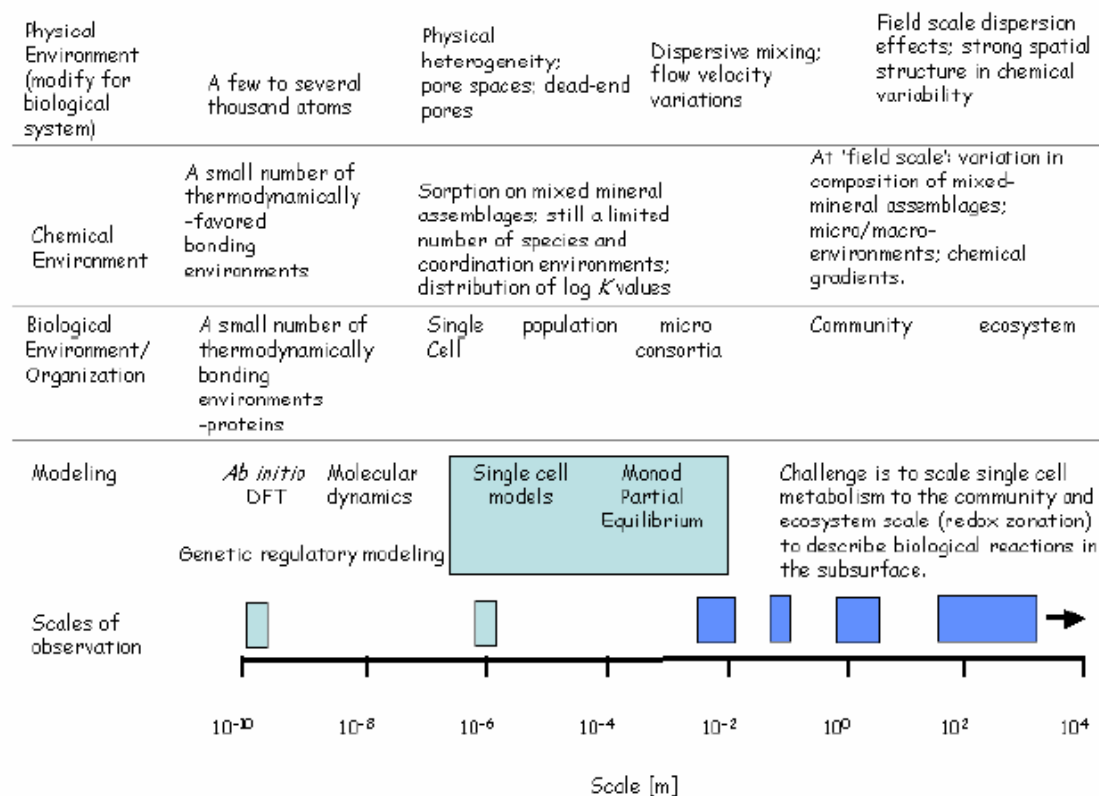 Physical
Environment
(modify for
biological
system)
A few to several
thousand atoms
Physical
heterogeneity;
pore spaces; dead-end
pores
Dispersive mixing;
flow velocity
variations
Field scale dispersion
effects; strong spatial
structure in chemical
variability
Chemical
Environment
A small number of
thermodynamically
-favored
bonding
environments
Sorption on mixed mineral
assemblages; still a limited
number of species and
coordination environments;
distribution of log K values
At 'field scale': variation in
composition of mixed-
mineral assemblages;
micro/macro-
environments; chemical
gradients.
Biological
Environment/
Organization
A small number of
thermodynamically
bonding
environments
-proteins
Single
Cell
population
micro
consortia
Community
ecosystem
Modeling
Ab initio
DFT
Molecular
dynamics
Genetic regulatory modeling
Single cell
models
Monod
Partial
Equilibrium
Challenge is to scale single cell
metabolism to the community and
ecosystem scale (redox zonation)
to describe biological reactions in
the subsurface.
Scales of
observation
10⁻¹⁰ 10⁻⁸ 10⁻⁶ 10⁻⁴ 10⁻² 10⁰ 10² 10⁴
Scale [m]